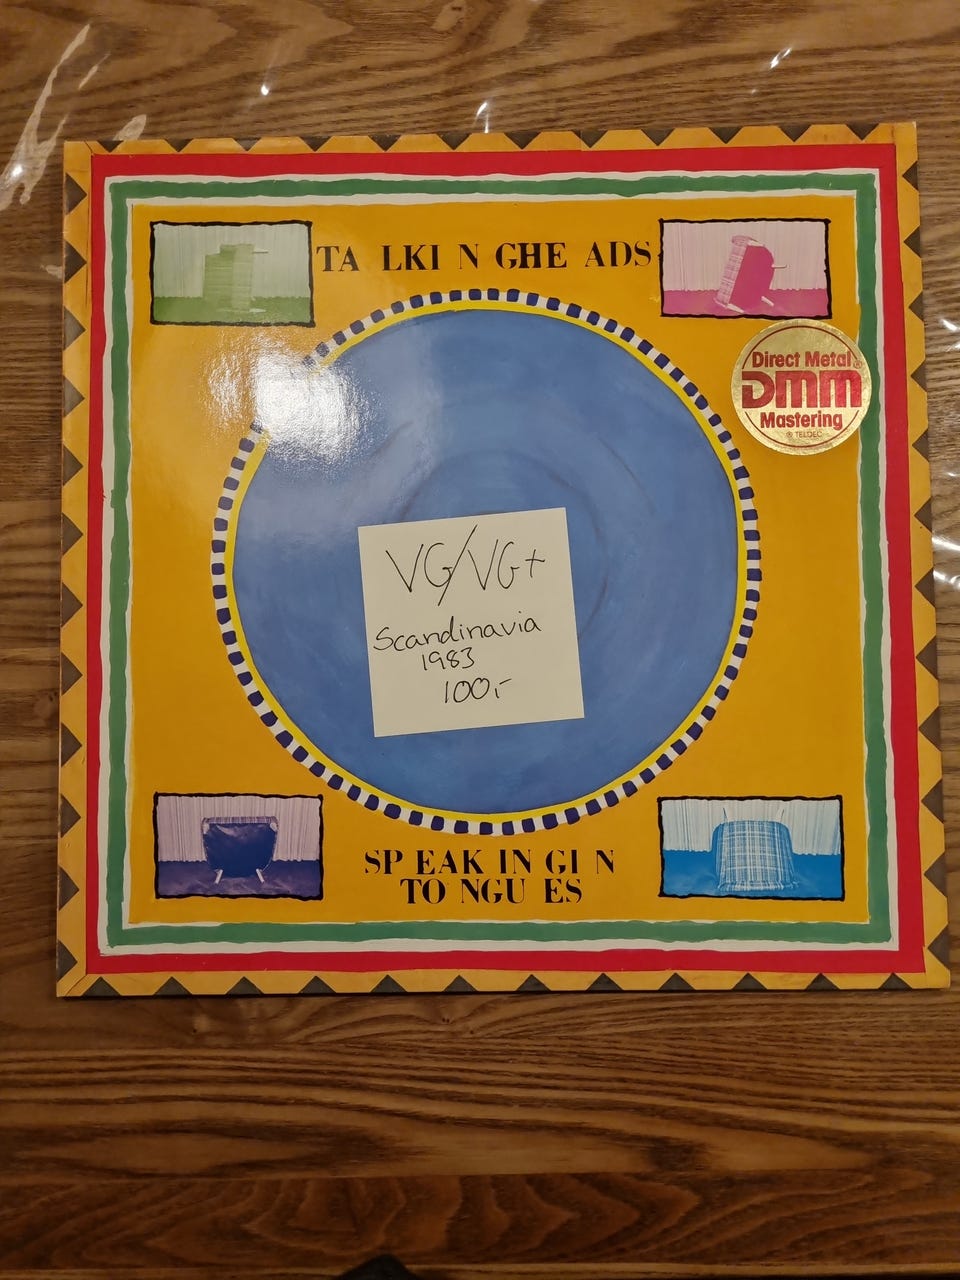 TA LKI N GHE ADS
Direct Metal
DMM®
Mastering
® TELDEC
VG/VG+
Scandinavia
1983
100,-
SP EAK IN GI N
TO NGU ES